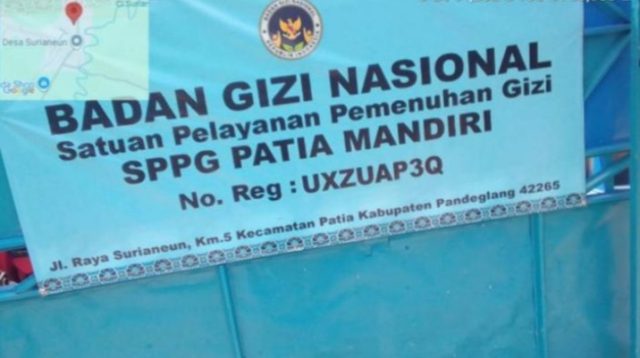 Desa Surianeun
Google
BADAN GIZI NASIONAL
Satuan Pelayanan Pemenuhan Gizi
SPPG PATIA MANDIRI
No. Reg : UXZUAP3Q
Jl. Raya Surianeun, Km.5 Kecamatan Patia Kabupaten Pandeglang 42265